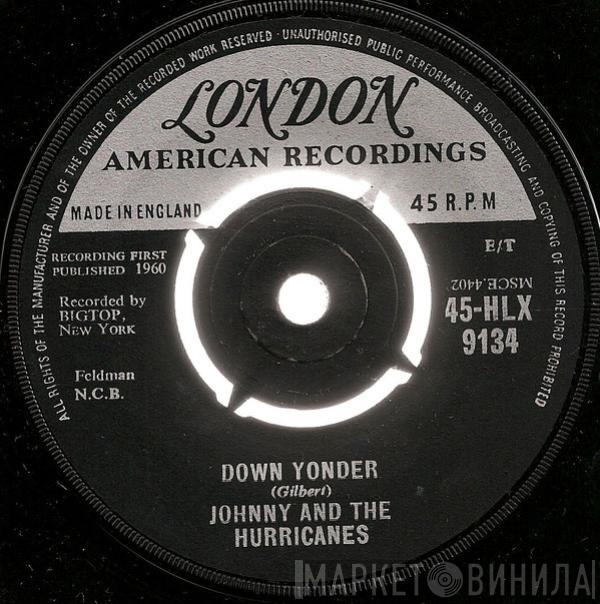 ALL RIGHTS OF THE MANUFACTURER AND OF THE OWNER OF THE RECORDED WORK RESERVED · UNAUTHORISED PUBLIC PERFORMANCE BROADCASTING AND COPYING OF THIS RECORD PROHIBITED
LONDON
AMERICAN RECORDINGS
MADE IN ENGLAND
45 R.P.M
RECORDING FIRST
PUBLISHED 1960
E/T
MSCE.4402
Recorded by
BIGTOP,
NEW YORK
45-HLX
9134
Feldman
N.C.B.
DOWN YONDER
(Gilbert)
JOHNNY AND THE
HURRICANES
МАРКЕТ ВИНИЛА